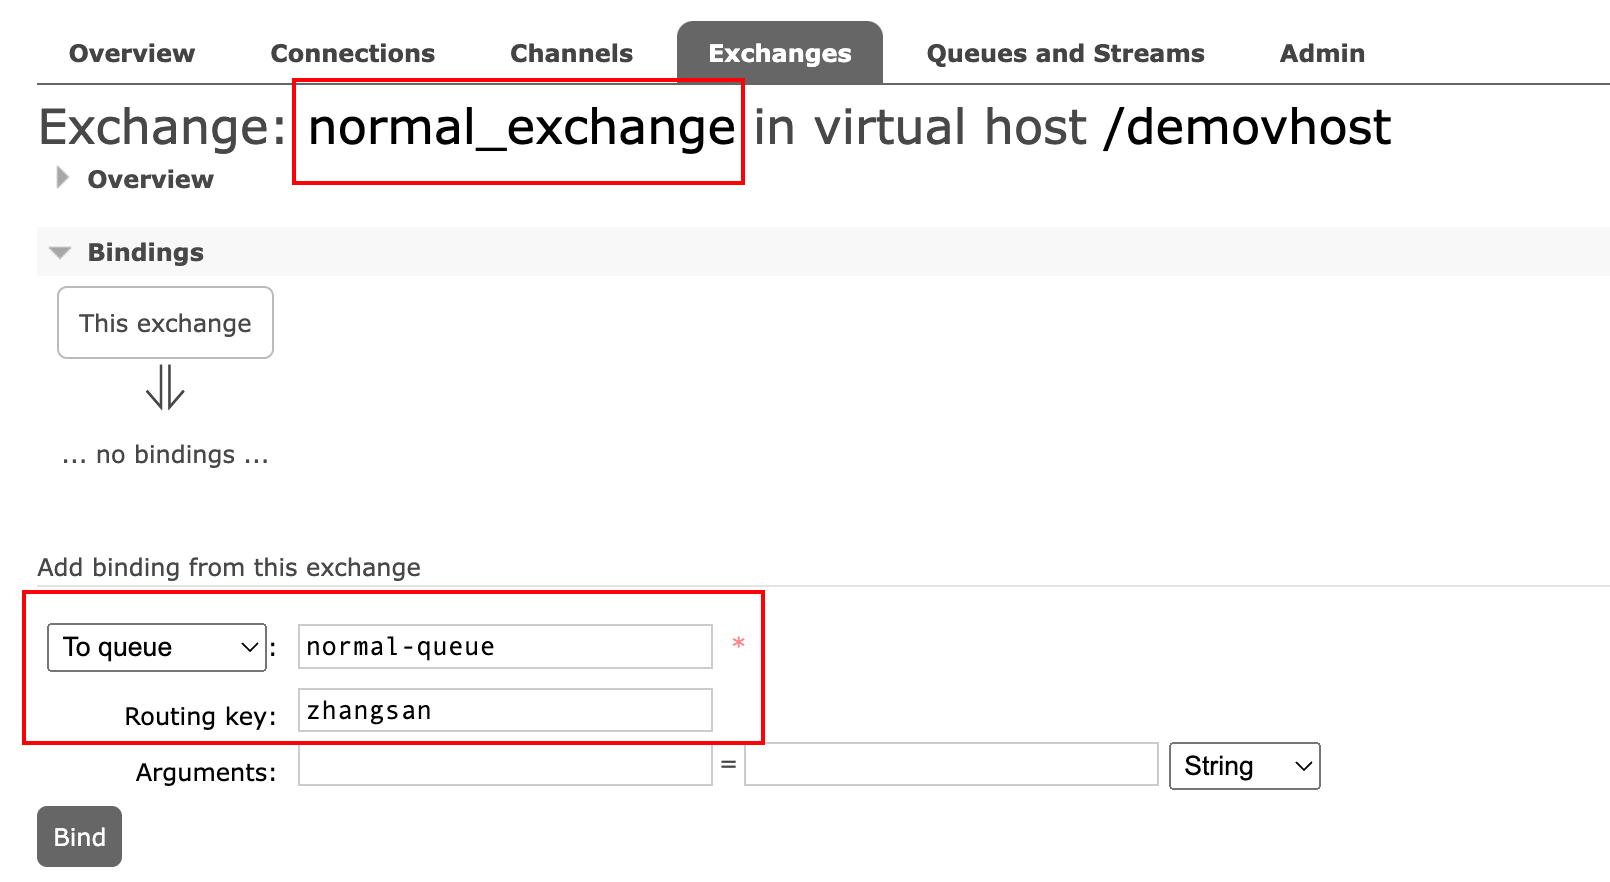 Overview Connections Channels Exchanges Queues and Streams Admin
Exchange: normal_exchange in virtual host /demovhost
Overview
Bindings
This exchange
... no bindings ...
Add binding from this exchange
To queue : normal-queue *
Routing key: zhangsan
Arguments: = String
Bind